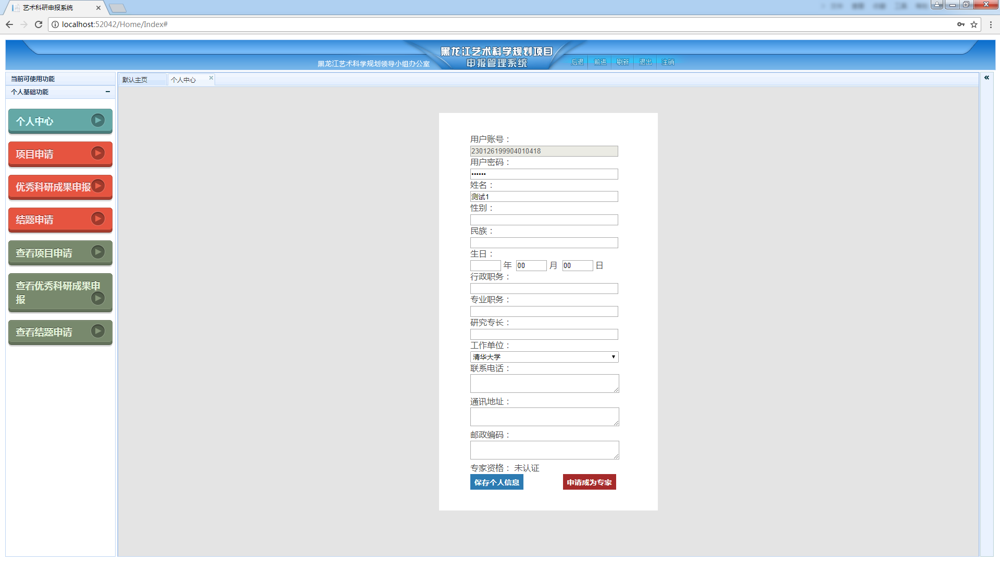 艺术科研申报系统
localhost:52042/Home/Index#
黑龙江艺术科学规划领导小组办公室
黑龙江艺术科学规划项目
申报管理系统
后退 前进 刷新 退出 注销
当前可使用功能
个人基础功能
默认主页 个人中心
个人中心
项目申请
优秀科研成果申报
结题申请
查看项目申请
查看优秀科研成果申
报
查看结题申请
用户账号：
230126199904010418
用户密码：
••••••
姓名：
测试1
性别：
民族：
生日：
年 00 月 00 日
行政职务：
专业职务：
研究专长：
工作单位：
清华大学
联系电话：
通讯地址：
邮政编码：
专家资格： 未认证
保存个人信息 申请成为专家